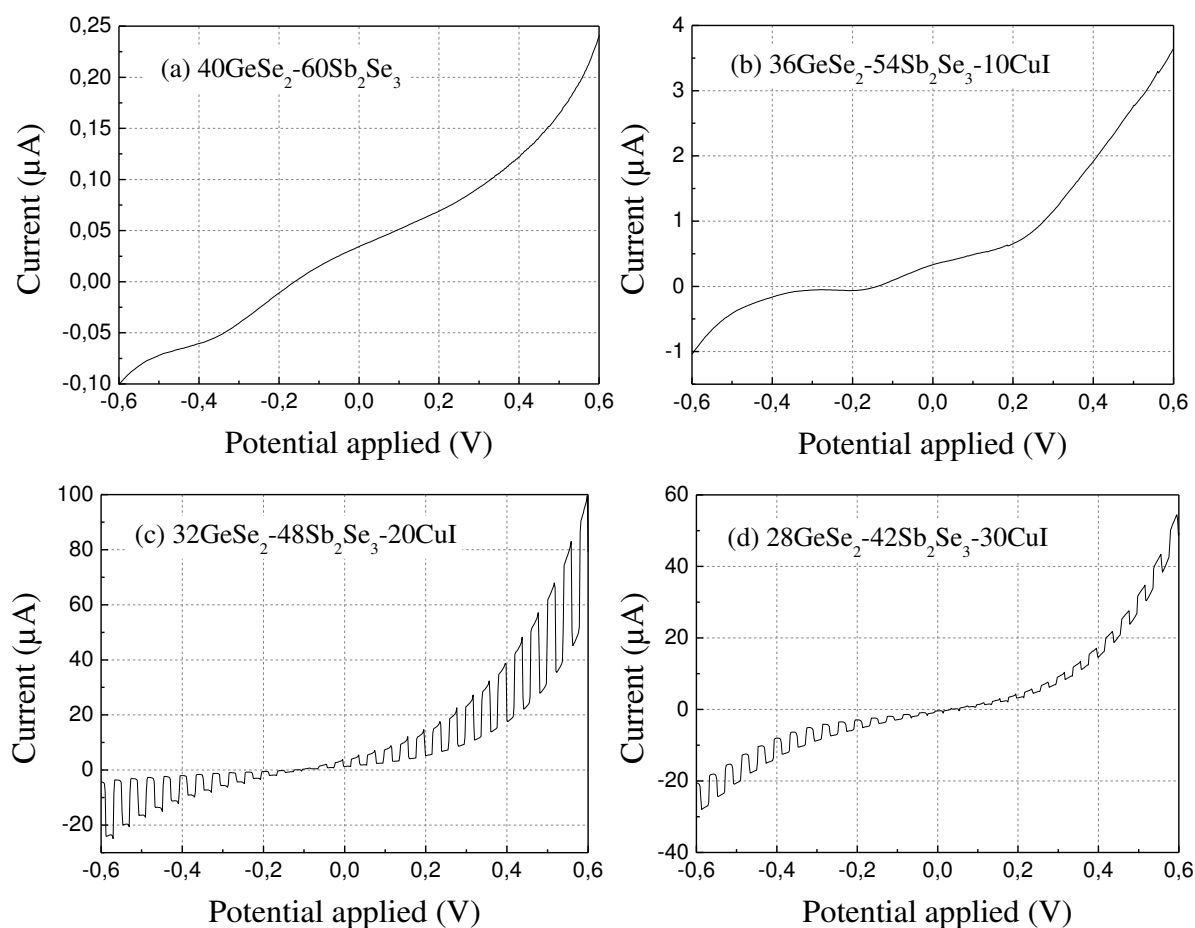 (a) 40GeSe₂-60Sb₂Se₃
Current (μA)
0,25
0,20
0,15
0,10
0,05
0,00
-0,05
-0,10
-0,6 -0,4 -0,2 0,0 0,2 0,4 0,6
Potential applied (V)
(b) 36GeSe₂-54Sb₂Se₃-10CuI
Current (μA)
4
3
2
1
0
-1
-0,6 -0,4 -0,2 0,0 0,2 0,4 0,6
Potential applied (V)
(c) 32GeSe₂-48Sb₂Se₃-20CuI
Current (μA)
100
80
60
40
20
0
-20
-0,6 -0,4 -0,2 0,0 0,2 0,4 0,6
Potential applied (V)
(d) 28GeSe₂-42Sb₂Se₃-30CuI
Current (μA)
60
40
20
0
-20
-40
-0,6 -0,4 -0,2 0,0 0,2 0,4 0,6
Potential applied (V)